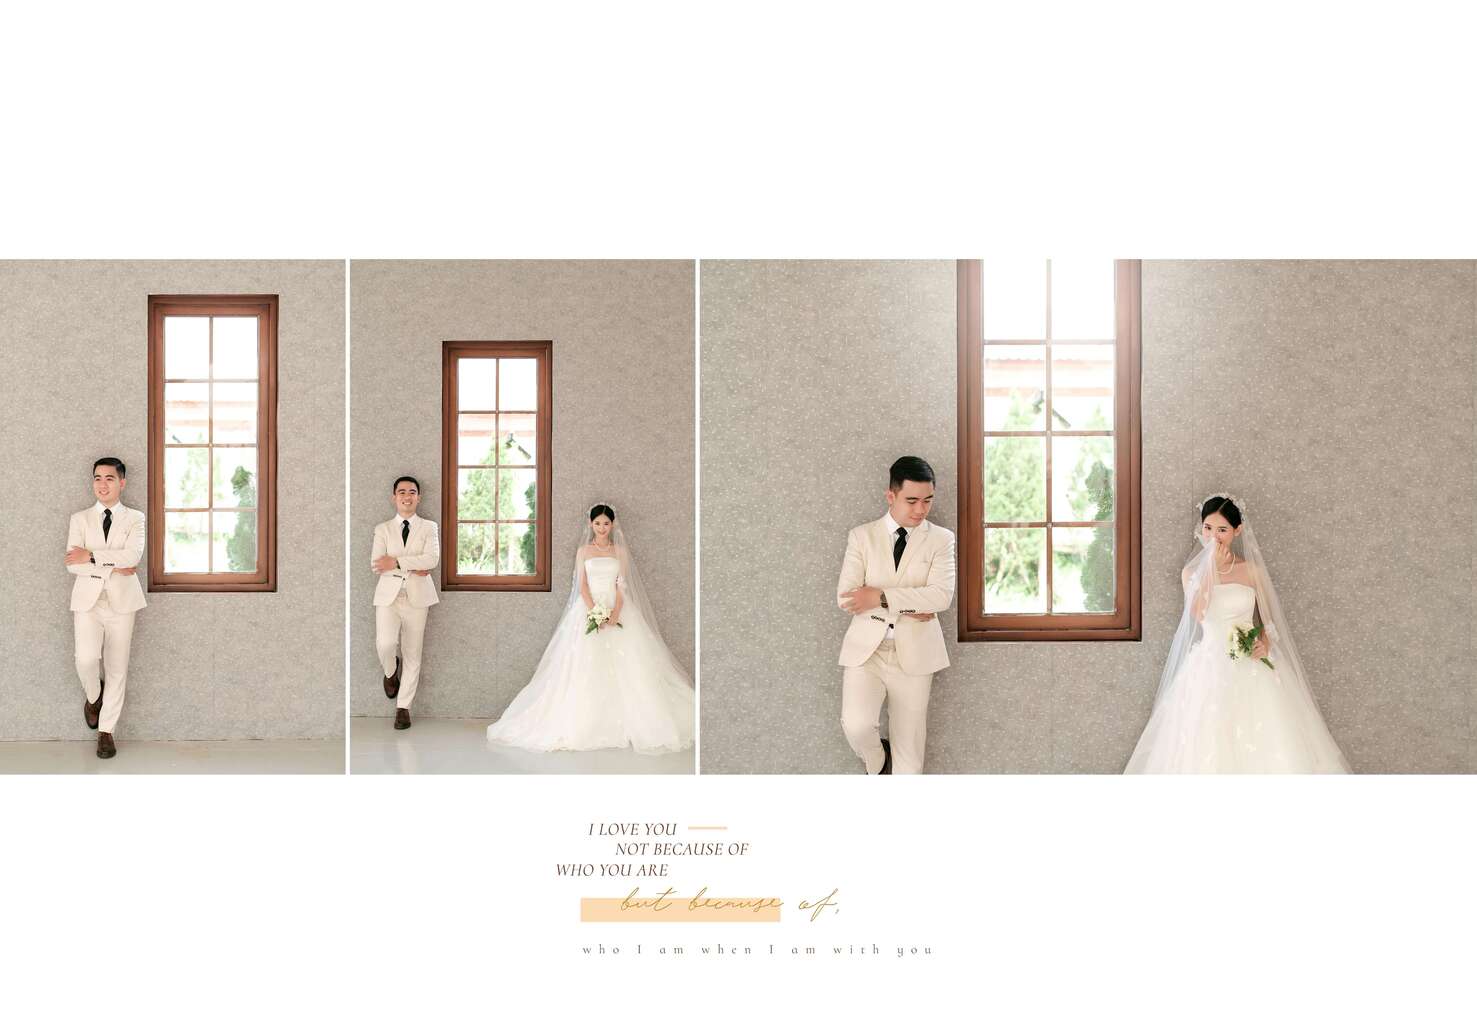 I LOVE YOU
NOT BECAUSE OF
WHO YOU ARE
but because of,
who I am when I am with you